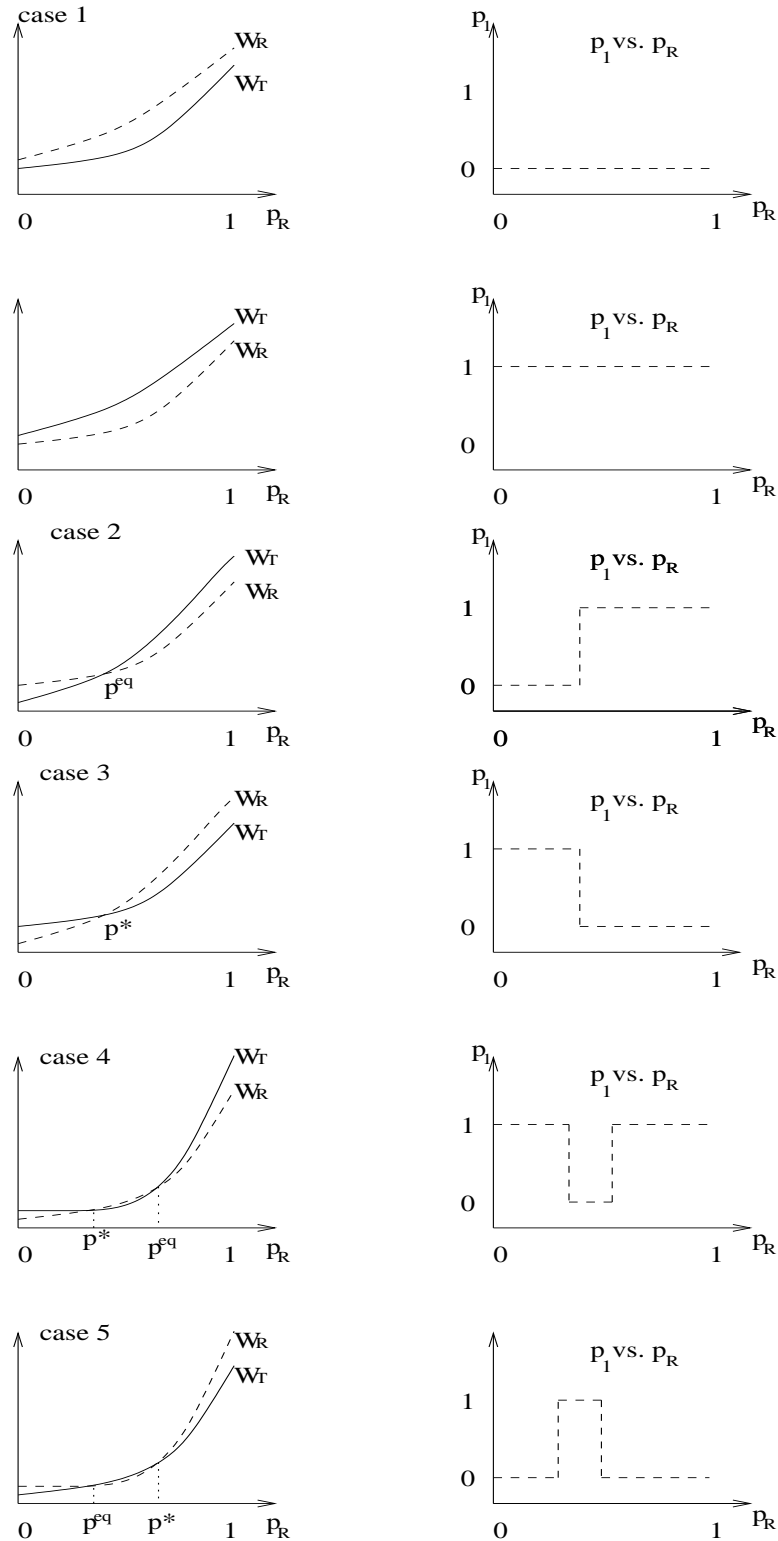 case 1
W_R
W_T
0 1 p_R
p_1 vs. p_R
p_1
1
0
0 1 p_R
W_T
W_R
0 1 p_R
p_1 vs. p_R
p_1
1
0
0 1 p_R
case 2
W_T
W_R
p^eq
0 1 p_R
p_1 vs. p_R
p_1
1
0
0 1 p_R
case 3
W_R
W_T
p*
0 1 p_R
p_1 vs. p_R
p_1
1
0
0 1 p_R
case 4
W_T
W_R
p* p^eq
0 1 p_R
p_1 vs. p_R
p_1
1
0
0 1 p_R
case 5
W_R
W_T
p^eq p*
0 1 p_R
p_1 vs. p_R
p_1
1
0
0 1 p_R